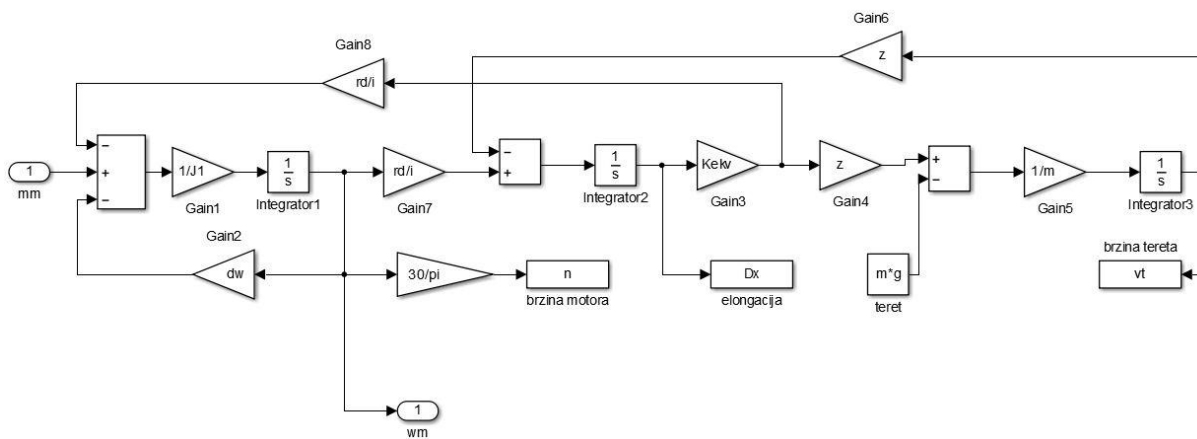 Gain6
z
Gain8
rd/i
−
+
−
1
mm
1/J1
Gain1
1
s
Integrator1
rd/i
Gain7
−
+
1
s
Integrator2
Kekv
Gain3
z
Gain4
+
−
1/m
Gain5
1
s
Integrator3
Gain2
dw
30/pi
n
brzina motora
Dx
elongacija
m*g
teret
brzina tereta
vt
1
wm